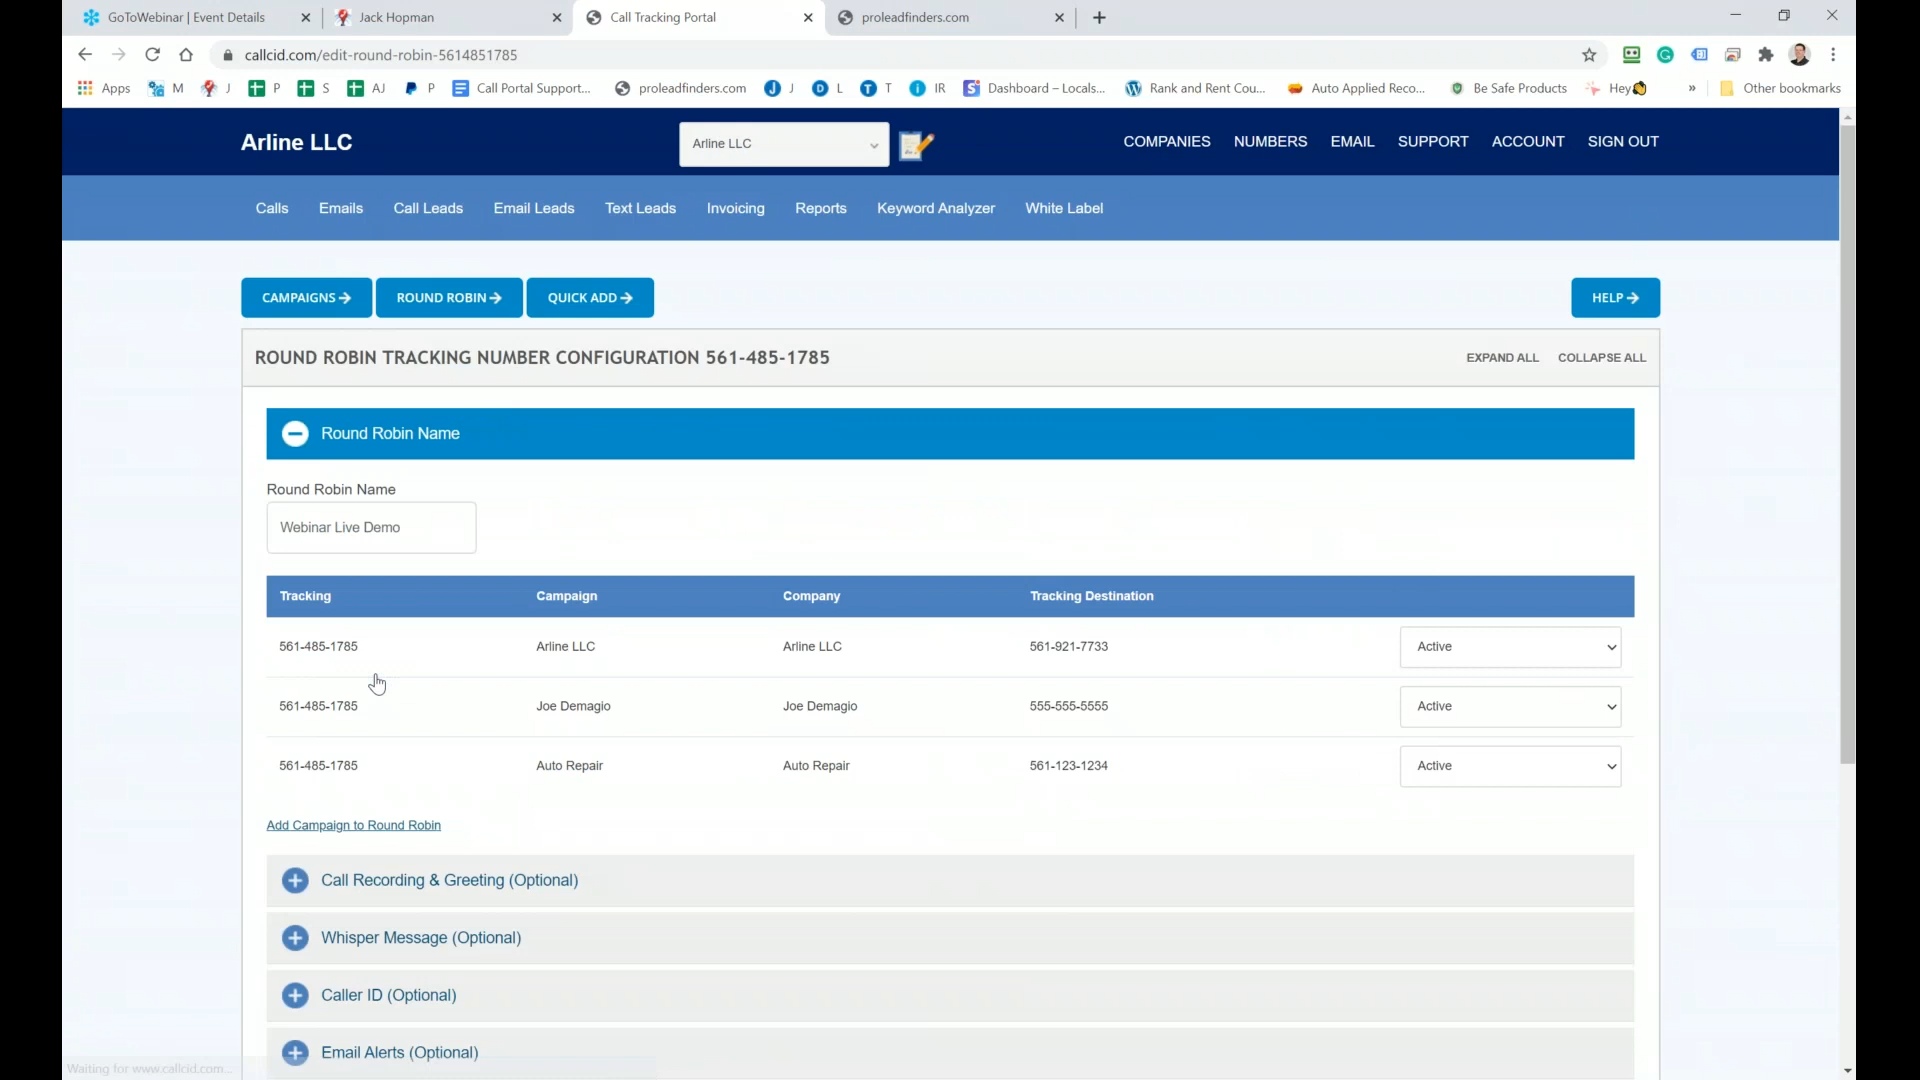 GoToWebinar | Event Details
Jack Hopman
Call Tracking Portal
proleadfinders.com
callcid.com/edit-round-robin-5614851785
Apps
M
J
P
S
AJ
P
Call Portal Support...
proleadfinders.com
J
L
T
IR
Dashboard – Locals...
Rank and Rent Cou...
Auto Applied Reco...
Be Safe Products
Hey
»
Other bookmarks
Arline LLC
Arline LLC
COMPANIES
NUMBERS
EMAIL
SUPPORT
ACCOUNT
SIGN OUT
Calls
Emails
Call Leads
Email Leads
Text Leads
Invoicing
Reports
Keyword Analyzer
White Label
CAMPAIGNS
ROUND ROBIN
QUICK ADD
HELP
ROUND ROBIN TRACKING NUMBER CONFIGURATION 561-485-1785
EXPAND ALL
COLLAPSE ALL
Round Robin Name
Round Robin Name
Webinar Live Demo
Tracking Campaign Company Tracking Destination
561-485-1785 Arline LLC Arline LLC 561-921-7733 Active
561-485-1785 Joe Demagio Joe Demagio 555-555-5555 Active
561-485-1785 Auto Repair Auto Repair 561-123-1234 Active
Add Campaign to Round Robin
Call Recording & Greeting (Optional)
Whisper Message (Optional)
Caller ID (Optional)
Email Alerts (Optional)
Waiting for www.callcid.com...